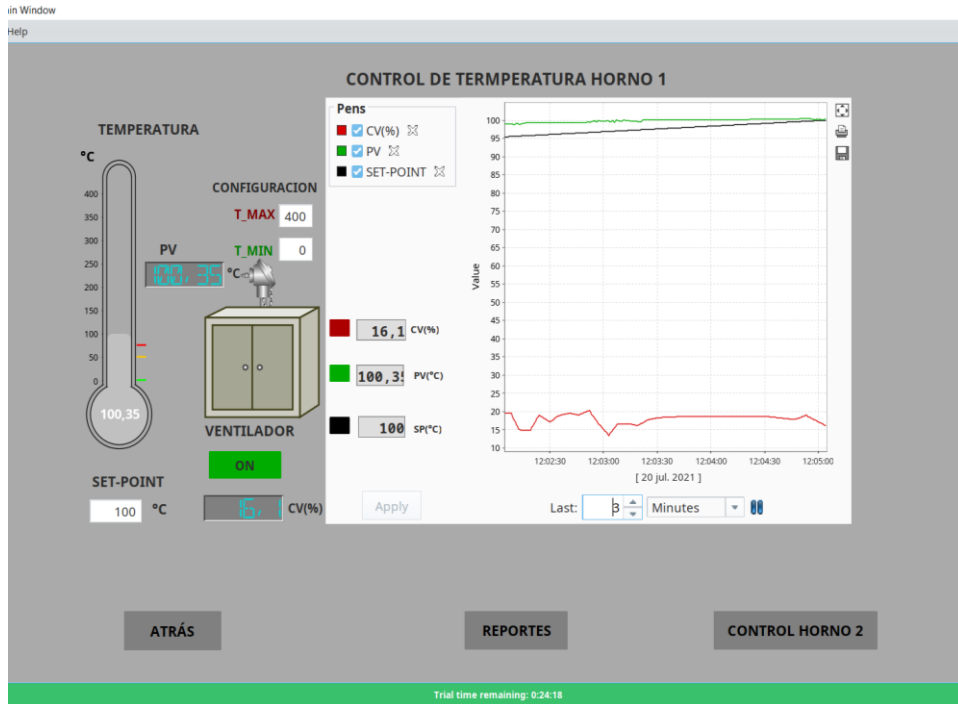 ain Window
Help
CONTROL DE TERMPERATURA HORNO 1
TEMPERATURA
°C
400
350
300
250
200
150
100
50
0
100,35
PV
100,35 °C
CONFIGURACION
T_MAX 400
T_MIN 0
VENTILADOR
ON
16,1 CV(%)
SET-POINT
100 °C
Pens
CV(%)
PV
SET-POINT
16,1 CV(%)
100,35 PV(°C)
100 SP(°C)
Apply
Value
100
95
90
85
80
75
70
65
60
55
50
45
40
35
30
25
20
15
10
12:02:30 12:03:00 12:03:30 12:04:00 12:04:30 12:05:00
[ 20 jul. 2021 ]
Last: 3 Minutes
ATRÁS
REPORTES
CONTROL HORNO 2
Trial time remaining: 0:24:18